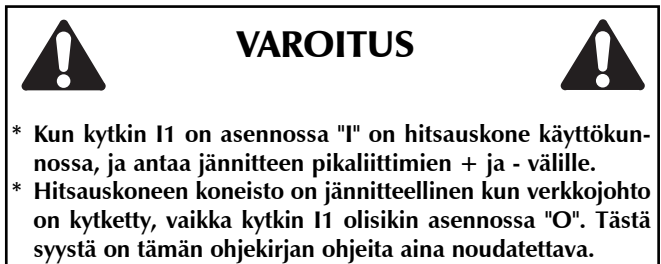 VAROITUS
* Kun kytkin I1 on asennossa "I" on hitsauskone käyttökun-
nossa, ja antaa jännitteen pikaliittimien + ja - välille.
* Hitsauskoneen koneisto on jännitteellinen kun verkkojohto
on kytketty, vaikka kytkin I1 olisikin asennossa "O". Tästä
syystä on tämän ohjekirjan ohjeita aina noudatettava.